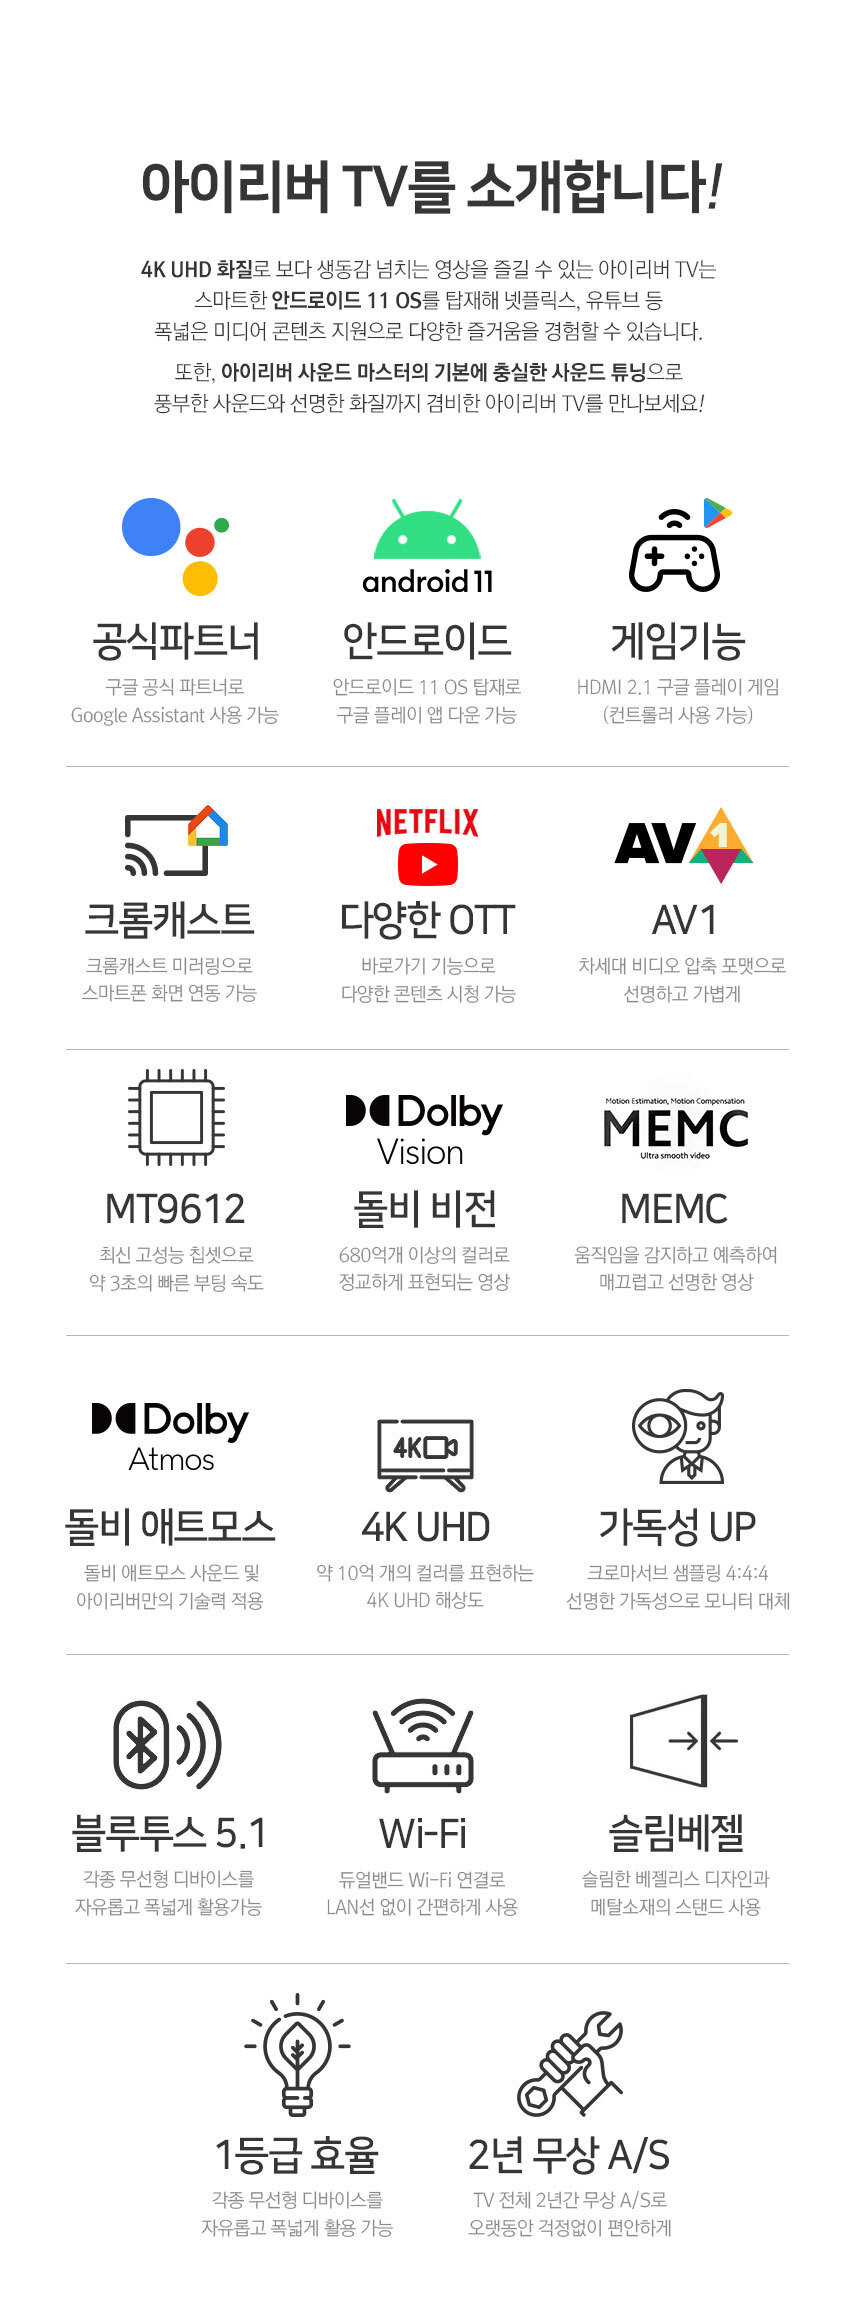 아이리버 TV를 소개합니다!
4K UHD 화질로 보다 생동감 넘치는 영상을 즐길 수 있는 아이리버 TV는
스마트한 안드로이드 11 OS를 탑재해 넷플릭스, 유튜브 등
폭넓은 미디어 콘텐츠 지원으로 다양한 즐거움을 경험할 수 있습니다.
또한, 아이리버 사운드 마스터의 기본에 충실한 사운드 튜닝으로
풍부한 사운드와 선명한 화질까지 겸비한 아이리버 TV를 만나보세요!
공식파트너
구글 공식 파트너로
Google Assistant 사용 가능
android 11
안드로이드
안드로이드 11 OS 탑재로
구글 플레이 앱 다운 가능
게임기능
HDMI 2.1 구글 플레이 게임
(컨트롤러 사용 가능)
크롬캐스트
크롬캐스트 미러링으로
스마트폰 화면 연동 가능
NETFLIX
다양한 OTT
바로가기 기능으로
다양한 콘텐츠 시청 가능
AV1
AV1
차세대 비디오 압축 포맷으로
선명하고 가볍게
MT9612
최신 고성능 칩셋으로
약 3초의 빠른 부팅 속도
Dolby
Vision
돌비 비전
680억개 이상의 컬러로
정교하게 표현되는 영상
Motion Estimation, Motion Compensation
MEMC
Ultra smooth video
MEMC
움직임을 감지하고 예측하여
매끄럽고 선명한 영상
Dolby
Atmos
돌비 애트모스
돌비 애트모스 사운드 및
아이리버만의 기술력 적용
4K
4K UHD
약 10억 개의 컬러를 표현하는
4K UHD 해상도
가독성 UP
크로마서브 샘플링 4:4:4
선명한 가독성으로 모니터 대체
블루투스 5.1
각종 무선형 디바이스를
자유롭고 폭넓게 활용가능
Wi-Fi
듀얼밴드 Wi-Fi 연결로
LAN선 없이 간편하게 사용
슬림베젤
슬림한 베젤리스 디자인과
메탈소재의 스탠드 사용
1등급 효율
각종 무선형 디바이스를
자유롭고 폭넓게 활용 가능
2년 무상 A/S
TV 전체 2년간 무상 A/S로
오랫동안 걱정없이 편안하게